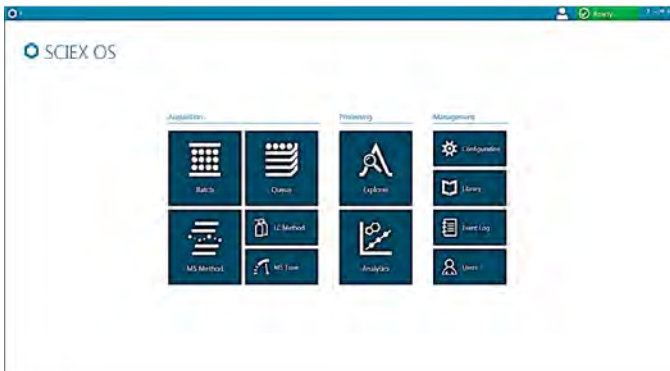 Ready
SCIEX OS
Acquisition
Processing
Management
Batch
Queue
Explorer
Configuration
Library
MS Method
LC Method
MS Tune
Analytics
Event Log
Users